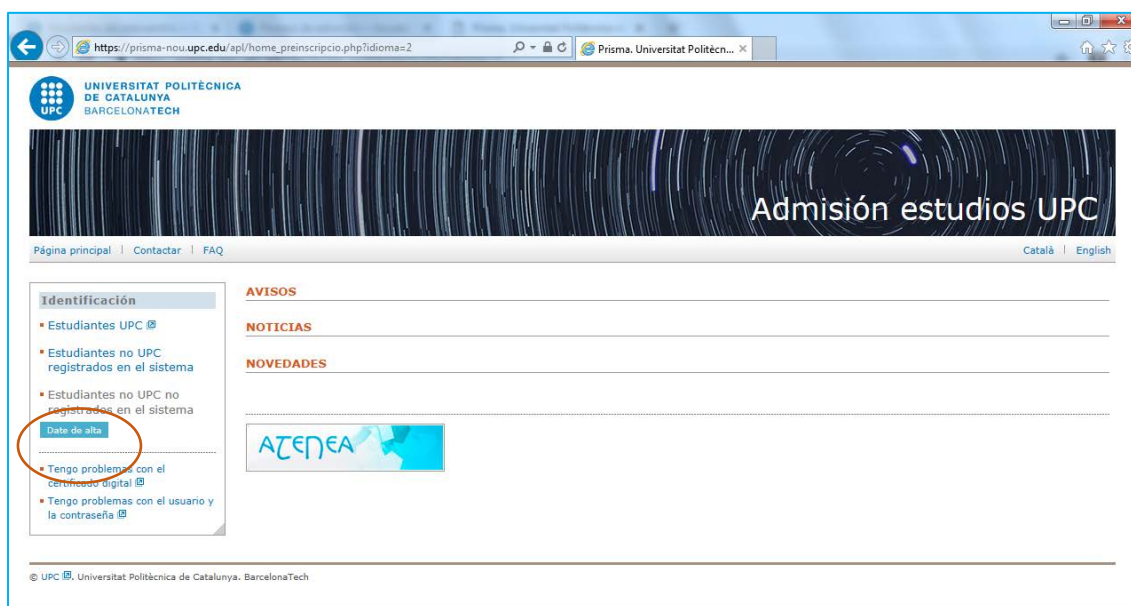 https://prisma-nou.upc.edu/apl/home_preinscripcio.php?idioma=2
Prisma. Universitat Politècn...
UNIVERSITAT POLITÈCNICA
DE CATALUNYA
BARCELONATECH
UPC
Admisión estudios UPC
Página principal | Contactar | FAQ
Català | English
Identificación
Estudiantes UPC
Estudiantes no UPC
registrados en el sistema
Estudiantes no UPC no
registrados en el sistema
Date de alta
Tengo problemas con el
certificado digital
Tengo problemas con el usuario y
la contraseña
AVISOS
NOTICIAS
NOVEDADES
ATENEA
© UPC , Universitat Politècnica de Catalunya. BarcelonaTech